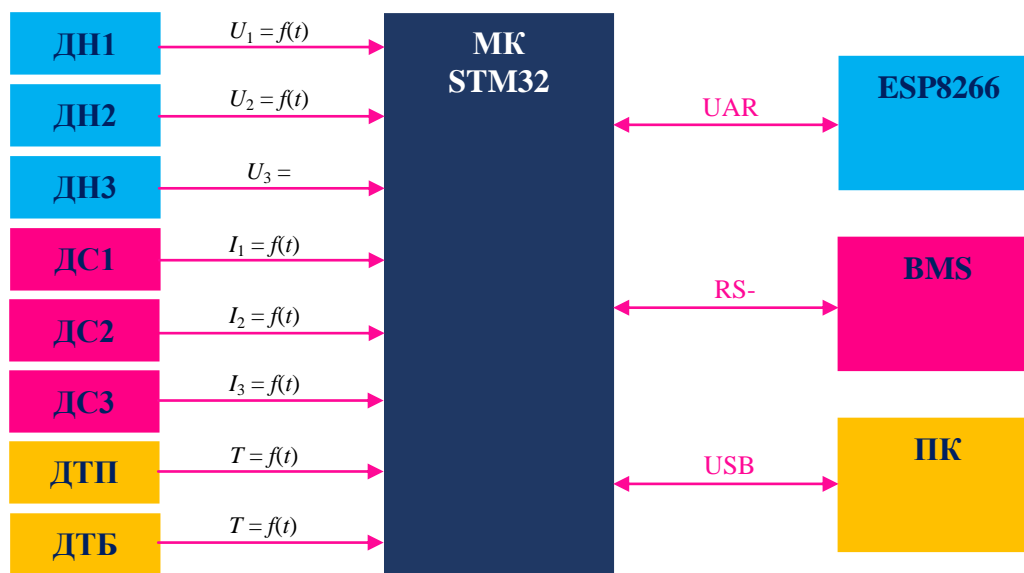 ДН1
U₁ = f(t)
ДН2
U₂ = f(t)
ДН3
U₃ =
ДС1
I₁ = f(t)
ДС2
I₂ = f(t)
ДС3
I₃ = f(t)
ДТП
T = f(t)
ДТБ
T = f(t)
МК
STM32
UAR
ESP8266
RS-
BMS
USB
ПК